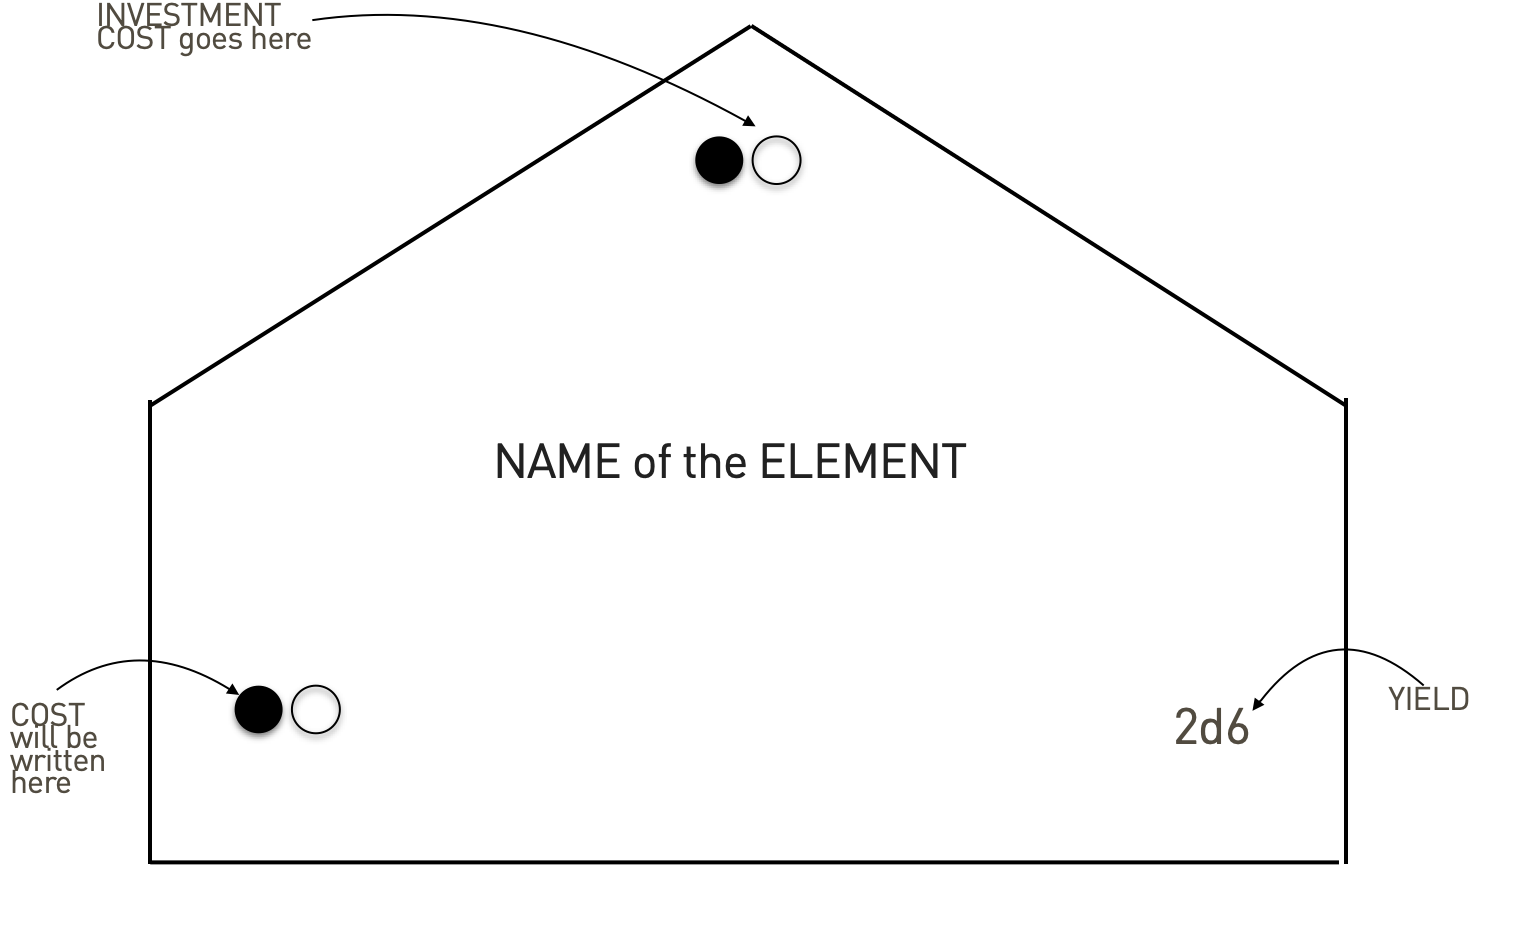 INVESTMENT
COST goes here
NAME of the ELEMENT
COST
will be
written
here
2d6
YIELD